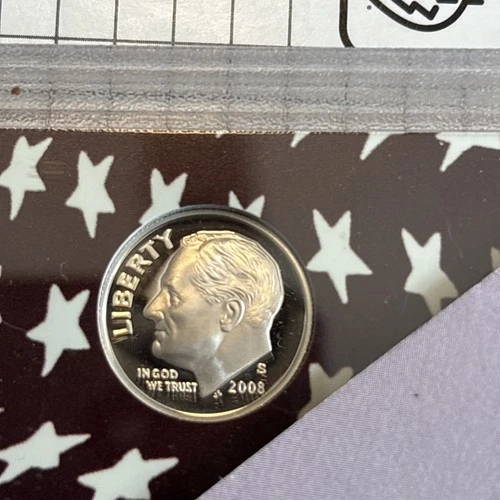 LIBERTY
IN GOD
WE TRUST
S
2008